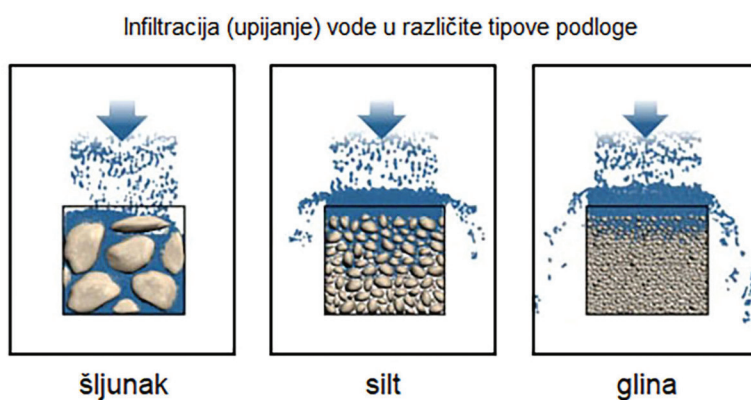 Infiltracija (upijanje) vode u različite tipove podloge
šljunak
silt
glina